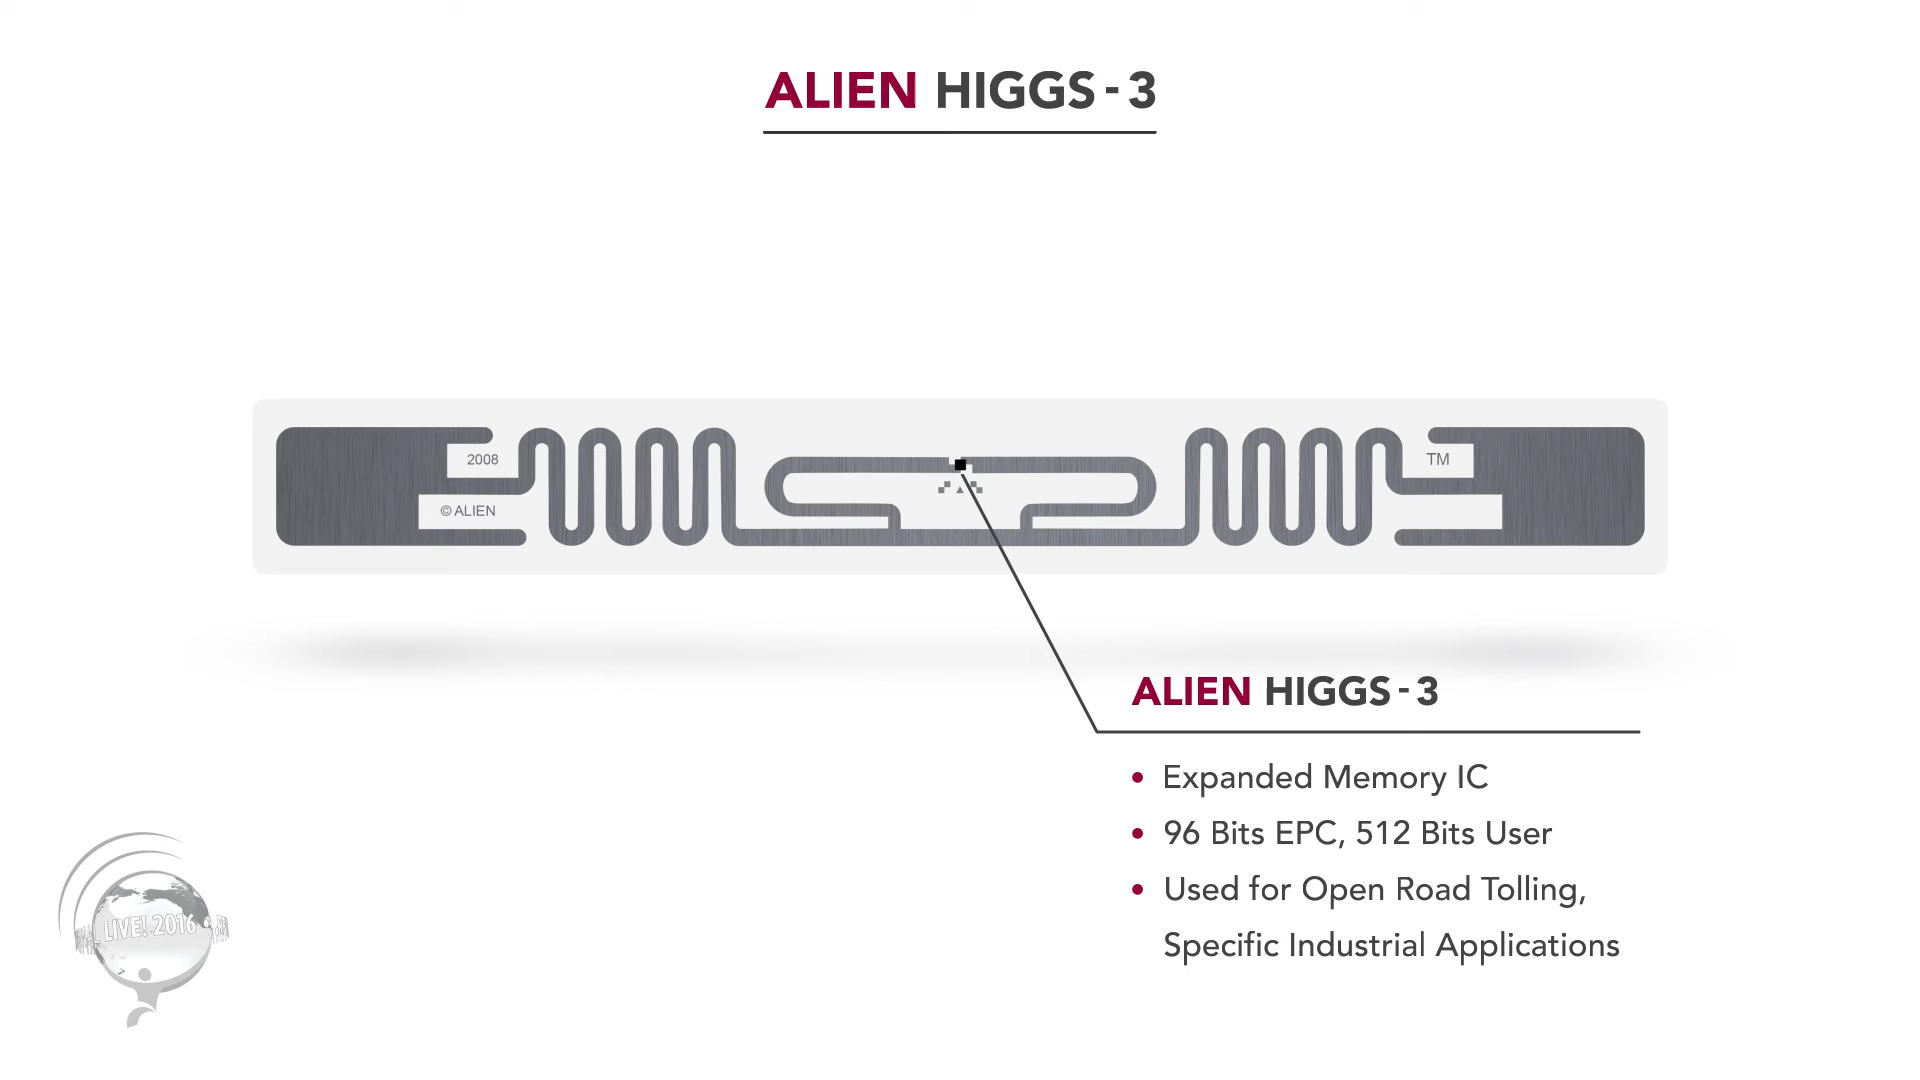 ALIEN HIGGS - 3
2008
TM
© ALIEN
ALIEN HIGGS - 3
• Expanded Memory IC
• 96 Bits EPC, 512 Bits User
• Used for Open Road Tolling,
Specific Industrial Applications
LIVE! 2016